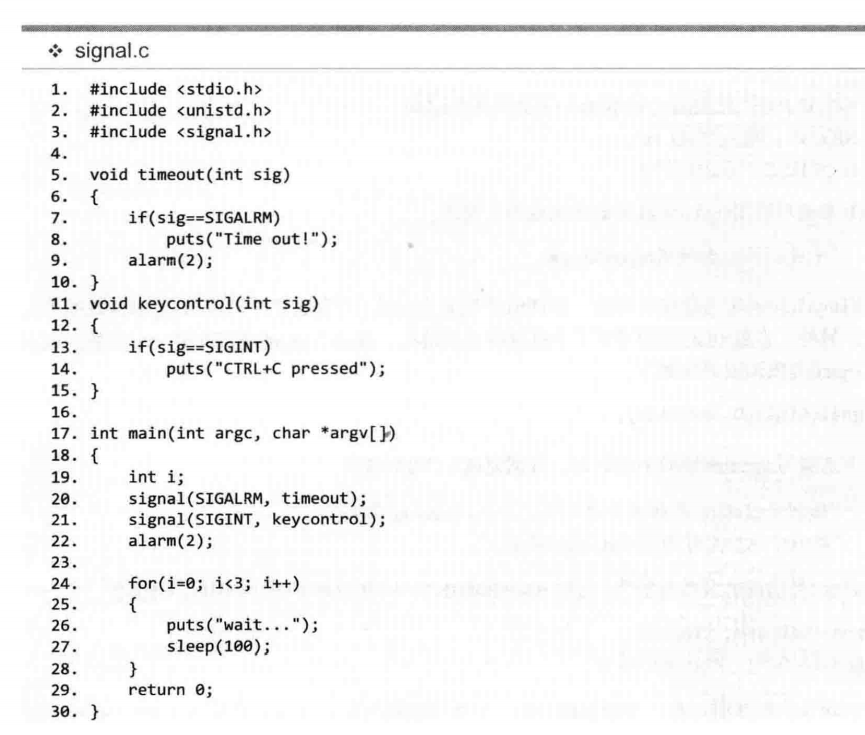 ❖ signal.c
1. #include <stdio.h>
2. #include <unistd.h>
3. #include <signal.h>
4.
5. void timeout(int sig)
6. {
7.     if(sig==SIGALRM)
8.         puts("Time out!");
9.     alarm(2);
10. }
11. void keycontrol(int sig)
12. {
13.     if(sig==SIGINT)
14.         puts("CTRL+C pressed");
15. }
16.
17. int main(int argc, char *argv[])
18. {
19.     int i;
20.     signal(SIGALRM, timeout);
21.     signal(SIGINT, keycontrol);
22.     alarm(2);
23.
24.     for(i=0; i<3; i++)
25.     {
26.         puts("wait...");
27.         sleep(100);
28.     }
29.     return 0;
30. }